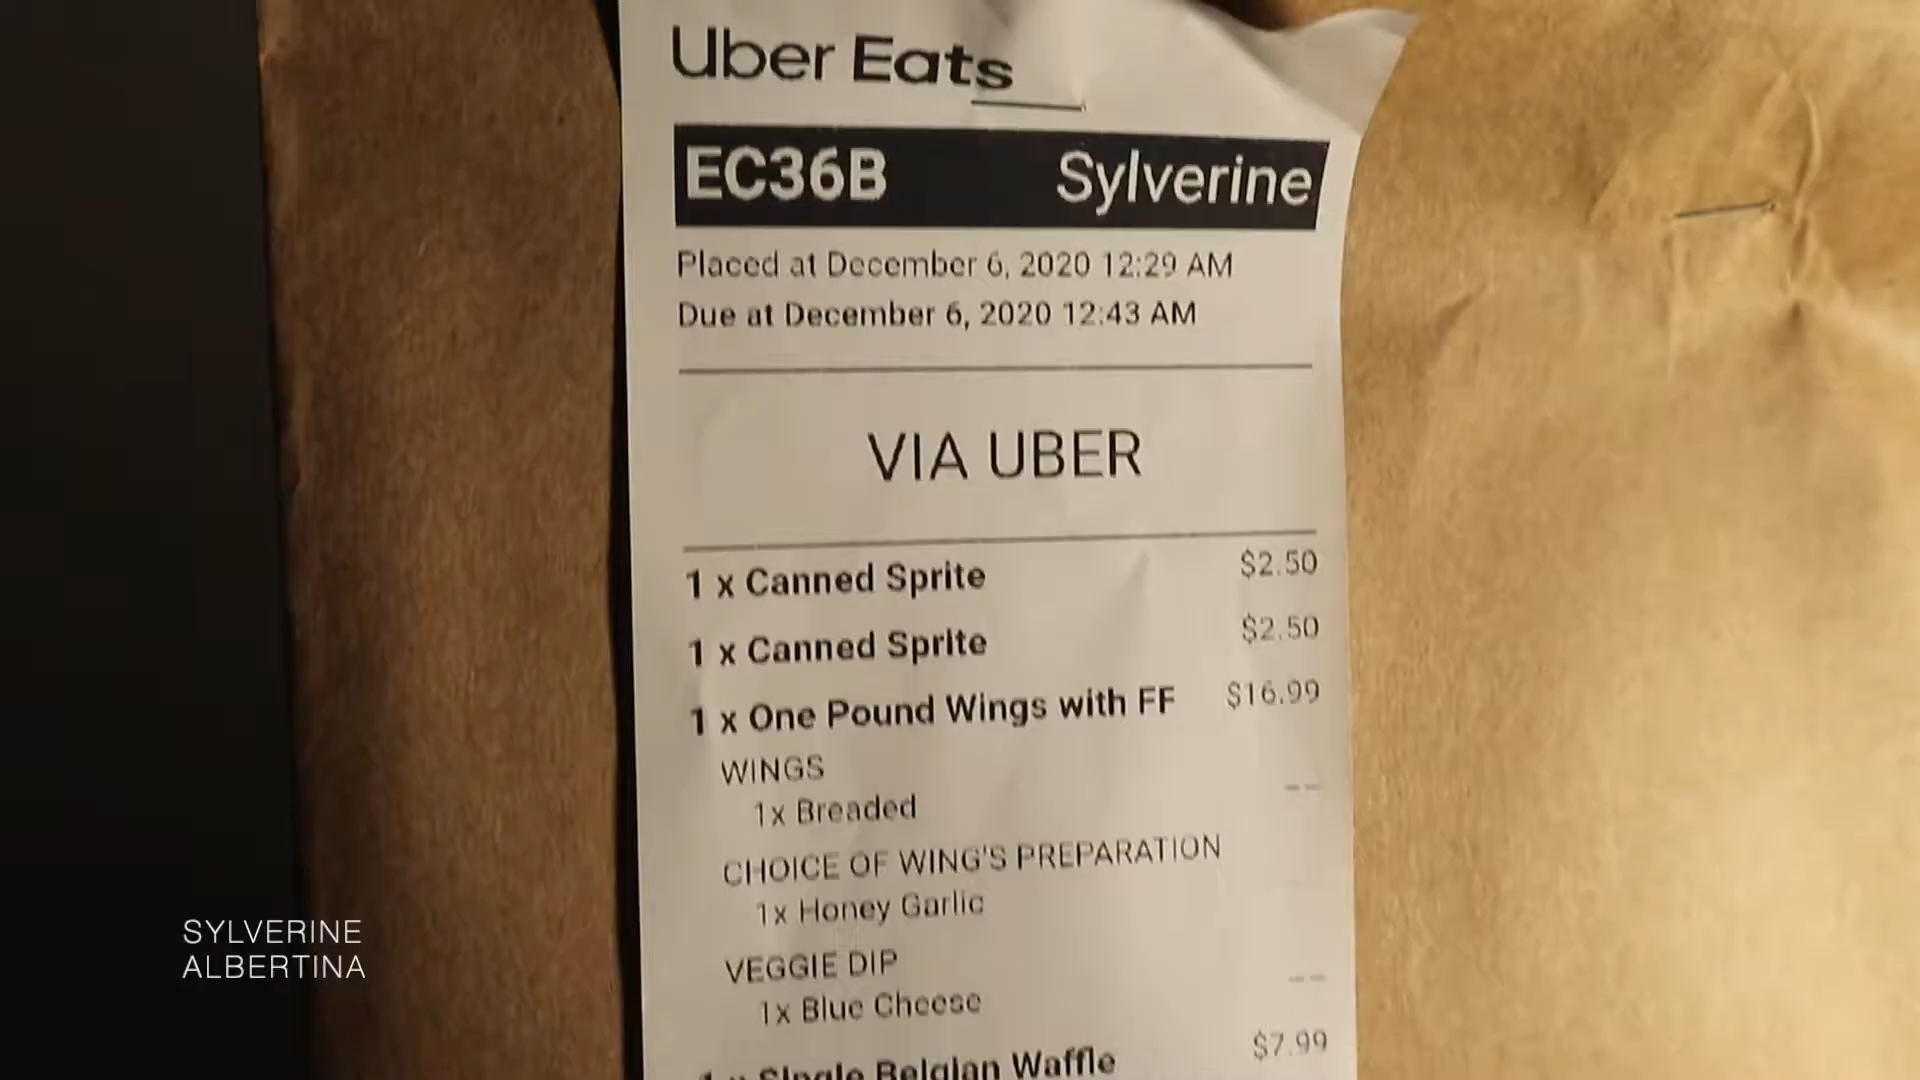 Uber Eats
EC36B Sylverine
Placed at December 6, 2020 12:29 AM
Due at December 6, 2020 12:43 AM
VIA UBER
1 x Canned Sprite $2.50
1 x Canned Sprite $2.50
1 x One Pound Wings with FF $16.99
WINGS
1x Breaded --
CHOICE OF WING'S PREPARATION
1x Honey Garlic
VEGGIE DIP
1x Blue Cheese --
1 x Single Belgian Waffle $7.99
SYLVERINE
ALBERTINA